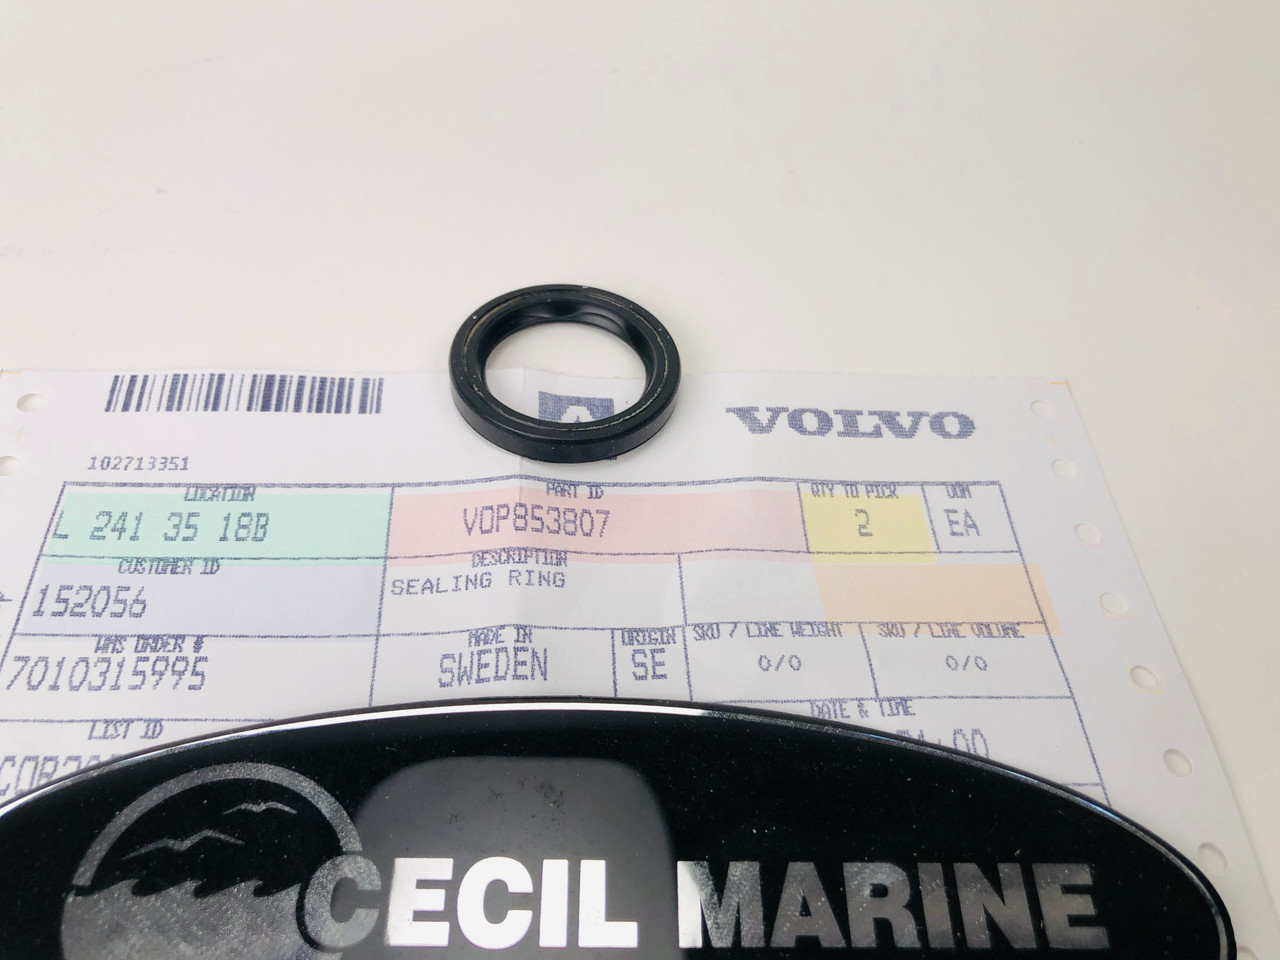 VOLVO
102713351
LOCATION PART ID QTY TO PICK UOM
L 241 35 18B VOP853807 2 EA
CUSTOMER ID DESCRIPTION
152056 SEALING RING
WHS ORDER # MADE IN ORIGIN SKU / LINE WEIGHT SKU / LINE VOLUME
7010315995 SWEDEN SE 0/0 0/0
LIST ID DATE & TIME
CECIL MARINE